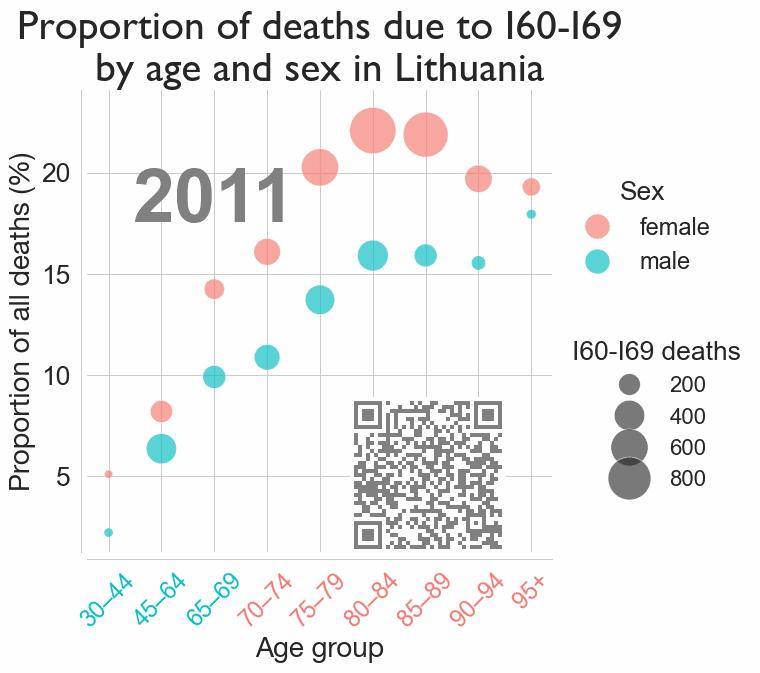 Proportion of deaths due to I60-I69
by age and sex in Lithuania
2011
Proportion of all deaths (%)
20
15
10
5
30–44
45–64
65–69
70–74
75–79
80–84
85–89
90–94
95+
Age group
Sex
female
male
I60-I69 deaths
200
400
600
800